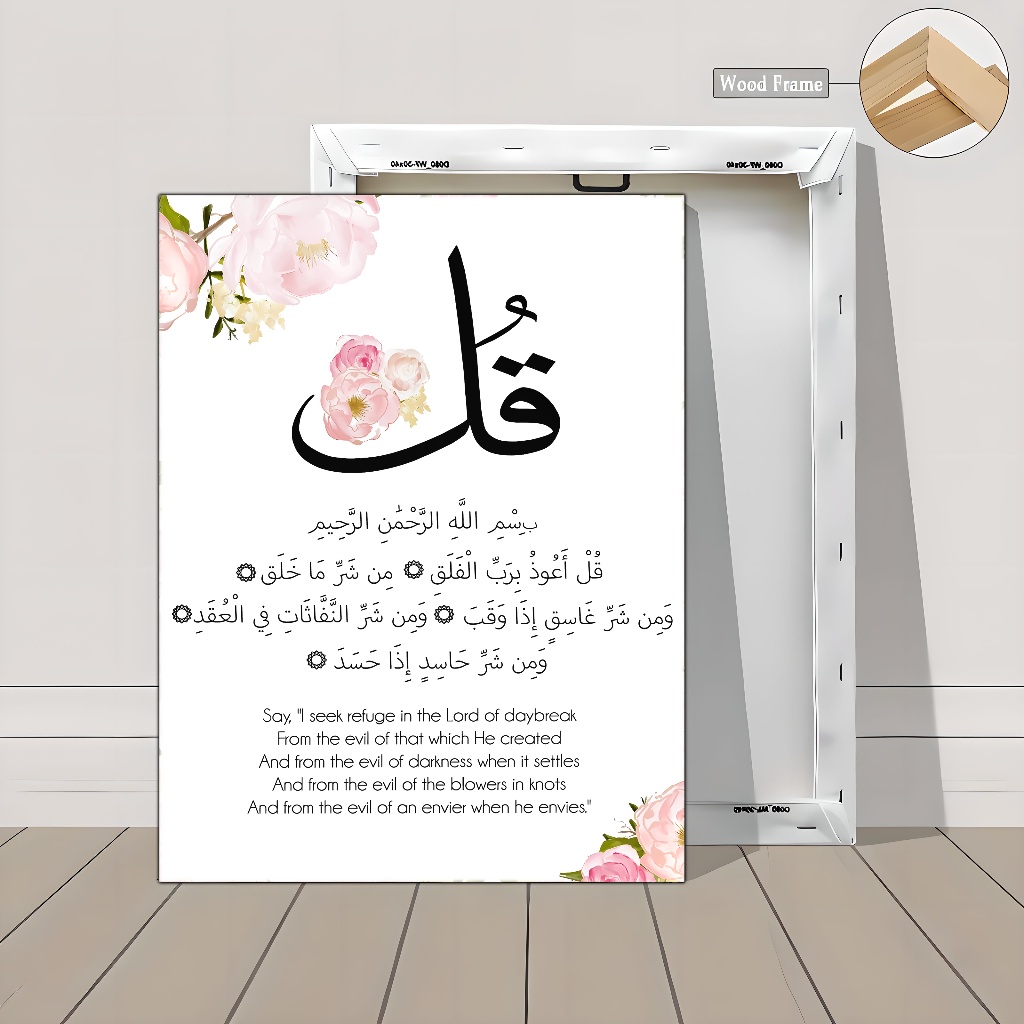 Wood Frame
قُل
بِسْمِ اللَّهِ الرَّحْمَٰنِ الرَّحِيمِ
قُلْ أَعُوذُ بِرَبِّ الْفَلَقِ ۞ مِن شَرِّ مَا خَلَق ۞
وَمِن شَرِّ غَاسِقٍ إِذَا وَقَبَ ۞ وَمِن شَرِّ النَّفَّاثَاتِ فِي الْعُقَدِ ۞
وَمِن شَرِّ حَاسِدٍ إِذَا حَسَدَ ۞
Say, "I seek refuge in the Lord of daybreak
From the evil of that which He created
And from the evil of darkness when it settles
And from the evil of the blowers in knots
And from the evil of an envier when he envies."